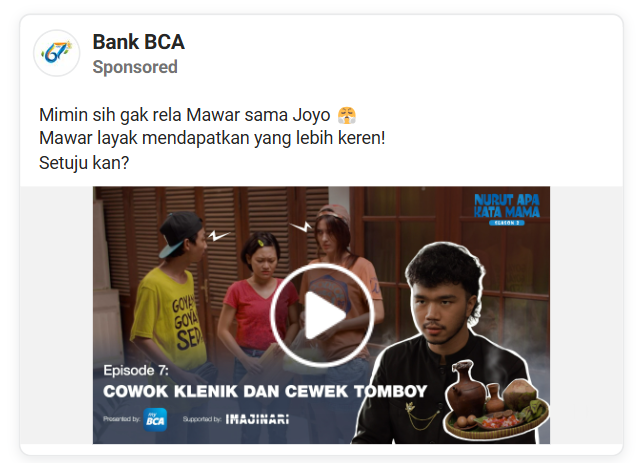 67
Bank BCA
Sponsored
Mimin sih gak rela Mawar sama Joyo
Mawar layak mendapatkan yang lebih keren!
Setuju kan?
NURUT APA
KATA MAMA
SEASON 2
GOYA
GOYA
SED
Episode 7:
COWOK KLENIK DAN CEWEK TOMBOY
Presented by: my BCA Supported by: IMAJINARI